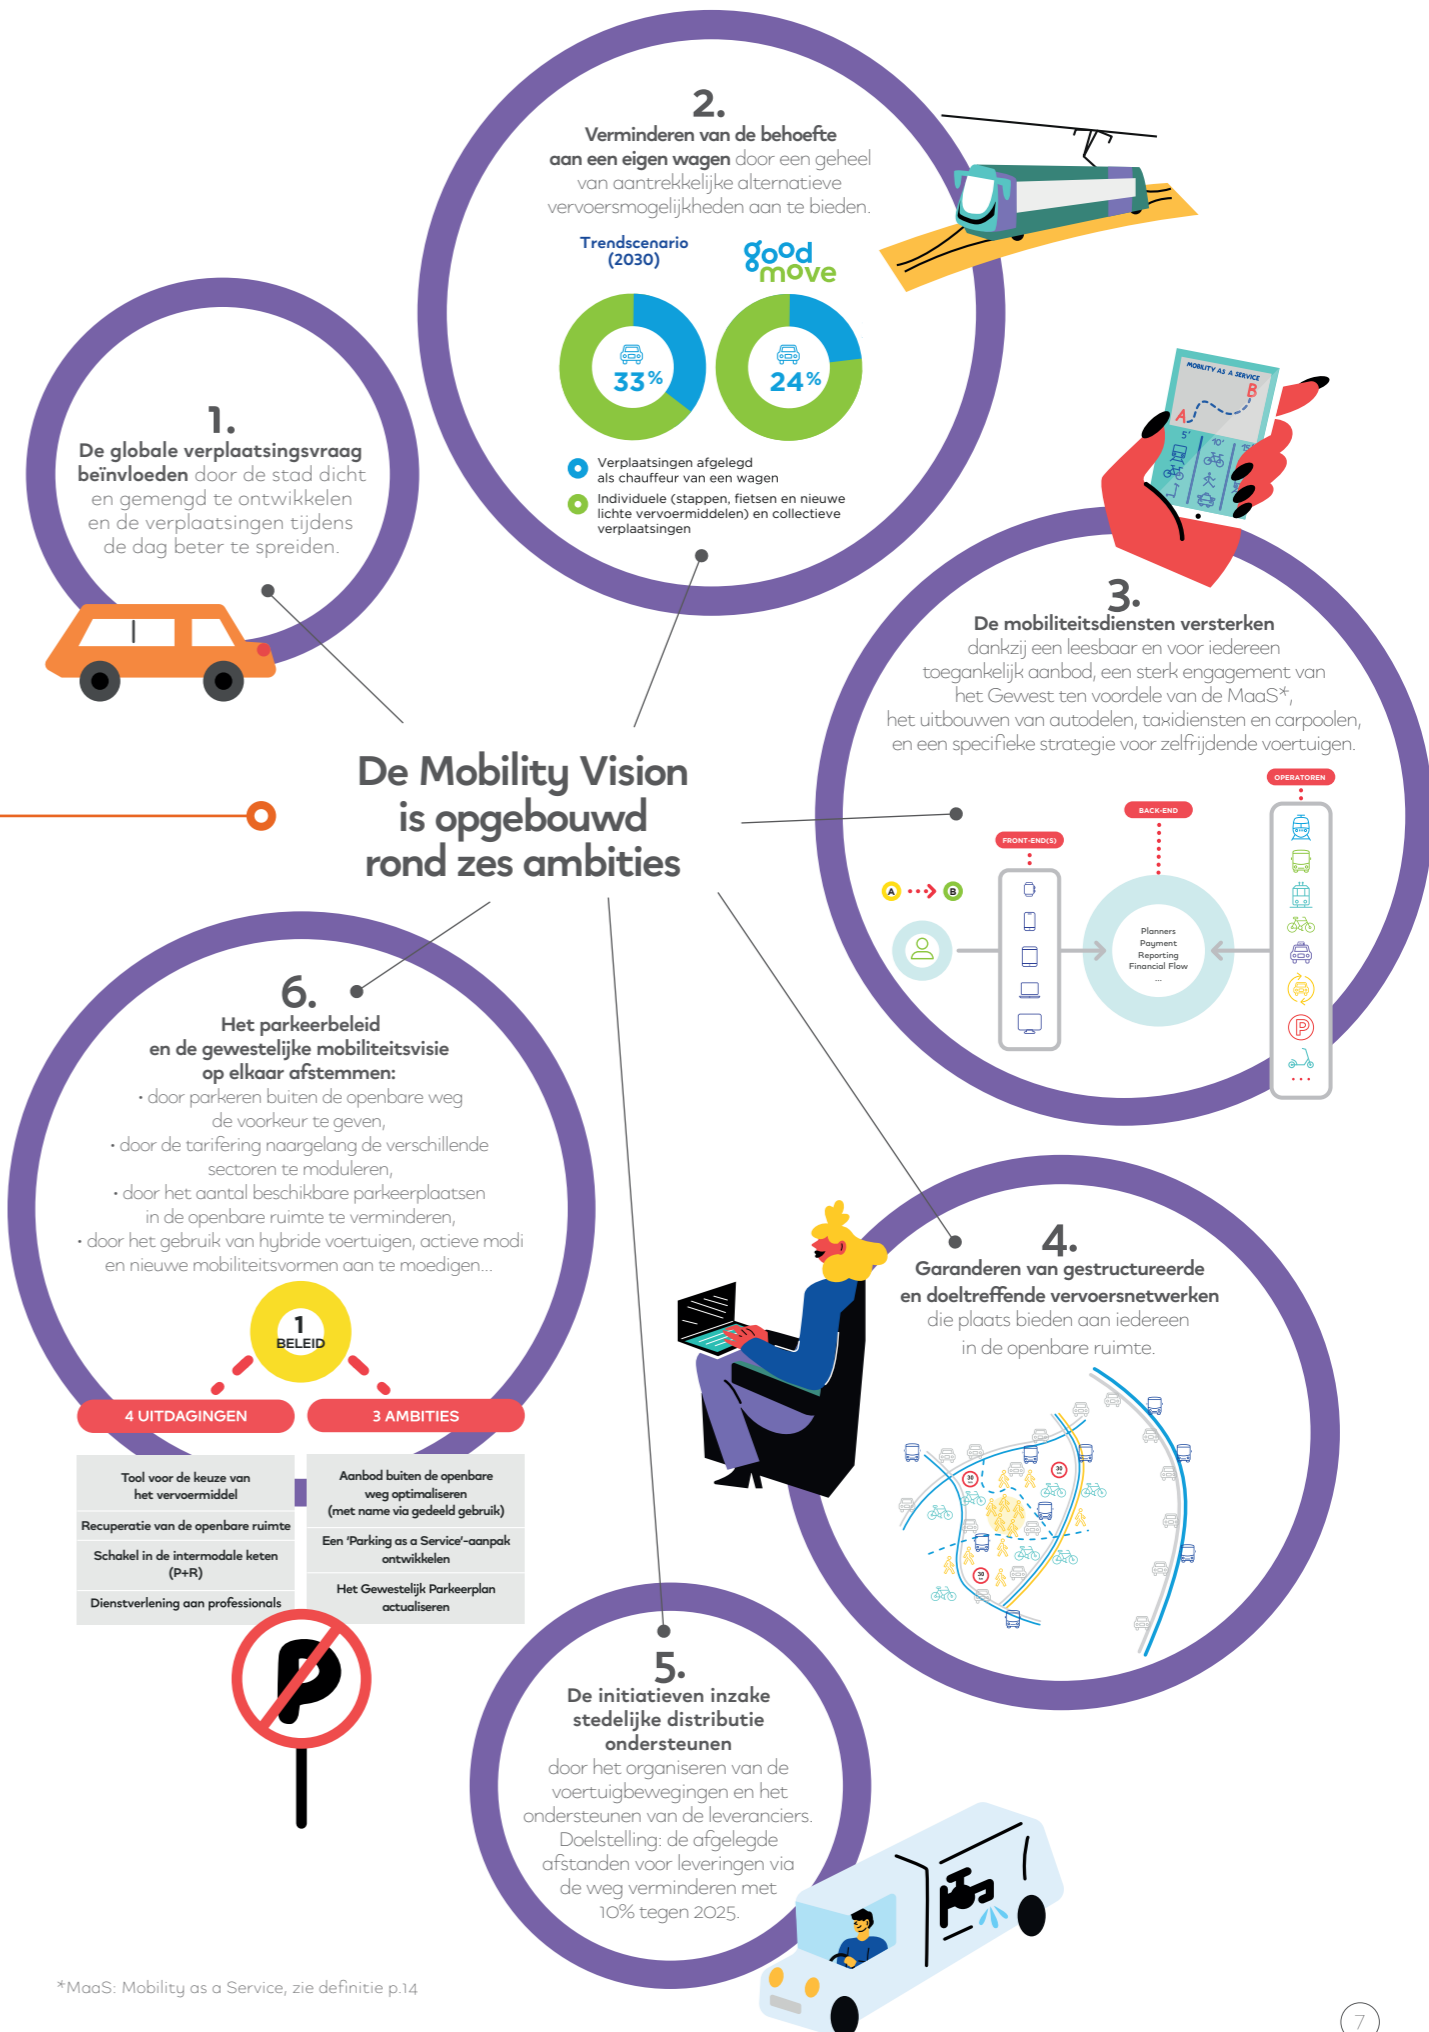 De Mobility Vision
is opgebouwd
rond zes ambities
1.
De globale verplaatsingsvraag
beïnvloeden door de stad dicht
en gemengd te ontwikkelen
en de verplaatsingen tijdens
de dag beter te spreiden.
2.
Verminderen van de behoefte
aan een eigen wagen door een geheel
van aantrekkelijke alternatieve
vervoersmogelijkheden aan te bieden.
Trendscenario
(2030)
good
move
33%
24%
Verplaatsingen afgelegd
als chauffeur van een wagen
Individuele (stappen, fietsen en nieuwe
lichte vervoermiddelen) en collectieve
verplaatsingen
MOBILITY AS A SERVICE
A
B
5'
10'
3.
De mobiliteitsdiensten versterken
dankzij een leesbaar en voor iedereen
toegankelijk aanbod, een sterk engagement van
het Gewest ten voordele van de MaaS*,
het uitbouwen van autodelen, taxidiensten en carpoolen,
en een specifieke strategie voor zelfrijdende voertuigen.
OPERATOREN
BACK-END
FRONT-END(S)
A
B
Planners
Payment
Reporting
Financial Flow
...
P
4.
Garanderen van gestructureerde
en doeltreffende vervoersnetwerken
die plaats bieden aan iedereen
in de openbare ruimte.
30
30
30
5.
De initiatieven inzake
stedelijke distributie
ondersteunen
door het organiseren van de
voertuigbewegingen en het
ondersteunen van de leveranciers.
Doelstelling: de afgelegde
afstanden voor leveringen via
de weg verminderen met
10% tegen 2025.
6.
Het parkeerbeleid
en de gewestelijke mobiliteitsvisie
op elkaar afstemmen:
• door parkeren buiten de openbare weg
de voorkeur te geven,
• door de tarifering naargelang de verschillende
sectoren te moduleren,
• door het aantal beschikbare parkeerplaatsen
in de openbare ruimte te verminderen,
• door het gebruik van hybride voertuigen, actieve modi
en nieuwe mobiliteitsvormen aan te moedigen...
1
BELEID
4 UITDAGINGEN
Tool voor de keuze van
het vervoermiddel
Recuperatie van de openbare ruimte
Schakel in de intermodale keten
(P+R)
Dienstverlening aan professionals
3 AMBITIES
Aanbod buiten de openbare
weg optimaliseren
(met name via gedeeld gebruik)
Een 'Parking as a Service'-aanpak
ontwikkelen
Het Gewestelijk Parkeerplan
actualiseren
P
*MaaS: Mobility as a Service, zie definitie p.14
7